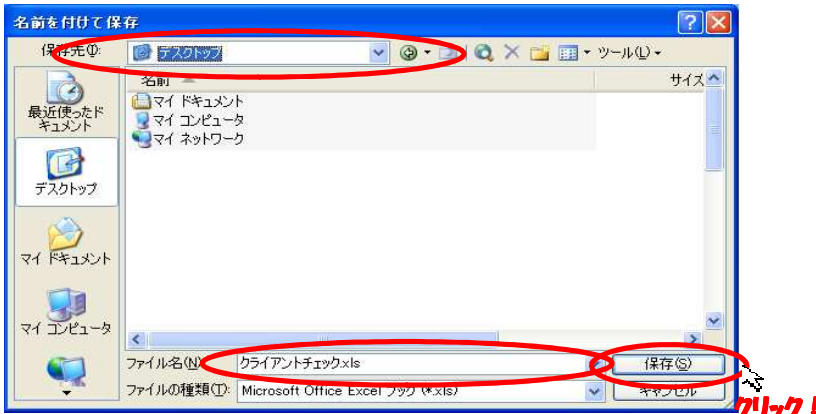 名前を付けて保存
保存先(I):
デスクトップ
ツール(L)
名前
サイズ
マイ ドキュメント
マイ コンピュータ
マイ ネットワーク
最近使ったド
キュメント
デスクトップ
マイ ドキュメント
マイ コンピュータ
ファイル名(N):
クライアントチェック.xls
保存(S)
ファイルの種類(T):
Microsoft Office Excel ブック (*.xls)
キャンセル
クリック！